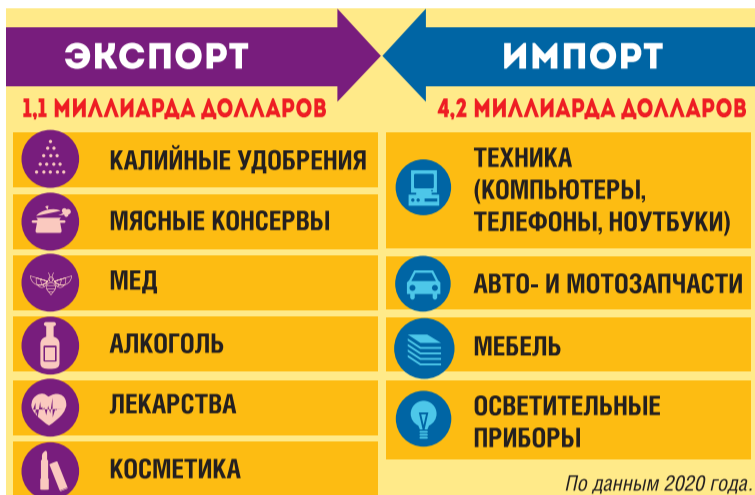 ЭКСПОРТ
1,1 МИЛЛИАРДА ДОЛЛАРОВ
КАЛИЙНЫЕ УДОБРЕНИЯ
МЯСНЫЕ КОНСЕРВЫ
МЕД
АЛКОГОЛЬ
ЛЕКАРСТВА
КОСМЕТИКА
ИМПОРТ
4,2 МИЛЛИАРДА ДОЛЛАРОВ
ТЕХНИКА
(КОМПЬЮТЕРЫ,
ТЕЛЕФОНЫ, НОУТБУКИ)
АВТО- И МОТОЗАПЧАСТИ
МЕБЕЛЬ
ОСВЕТИТЕЛЬНЫЕ
ПРИБОРЫ
По данным 2020 года.